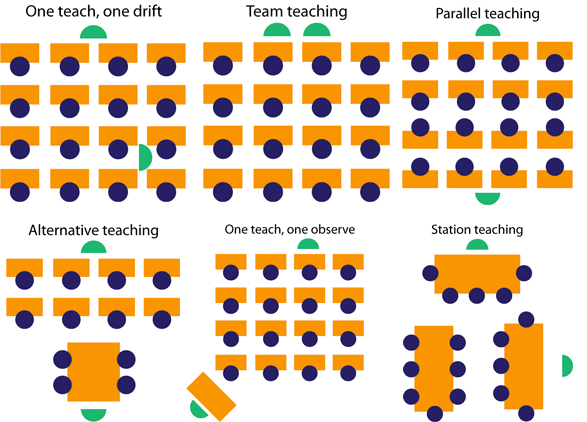 One teach, one drift
Team teaching
Parallel teaching
Alternative teaching
One teach, one observe
Station teaching